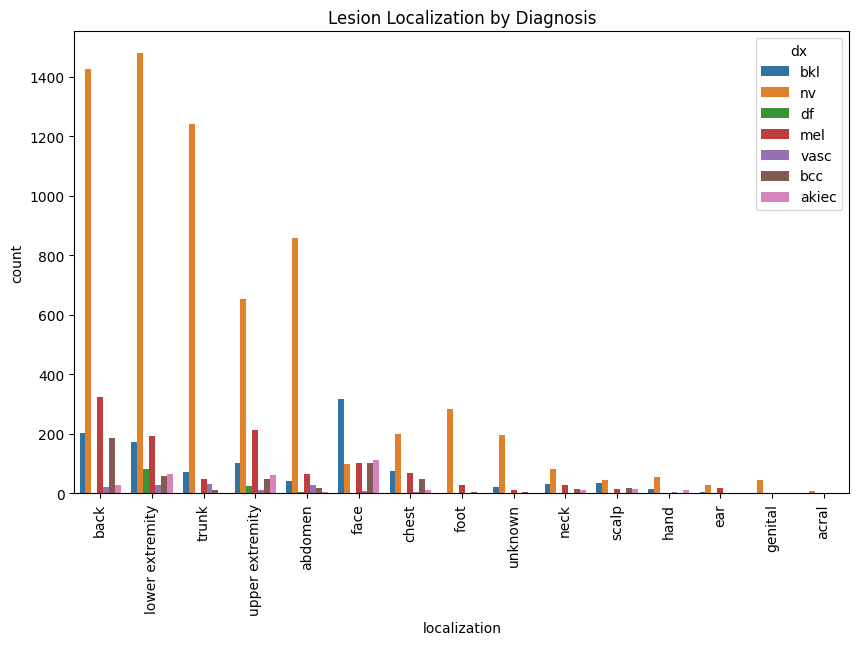 Lesion Localization by Diagnosis
dx
bkl
nv
df
mel
vasc
bcc
akiec
count
1400
1200
1000
800
600
400
200
0
back
lower extremity
trunk
upper extremity
abdomen
face
chest
foot
unknown
neck
scalp
hand
ear
genital
acral
localization